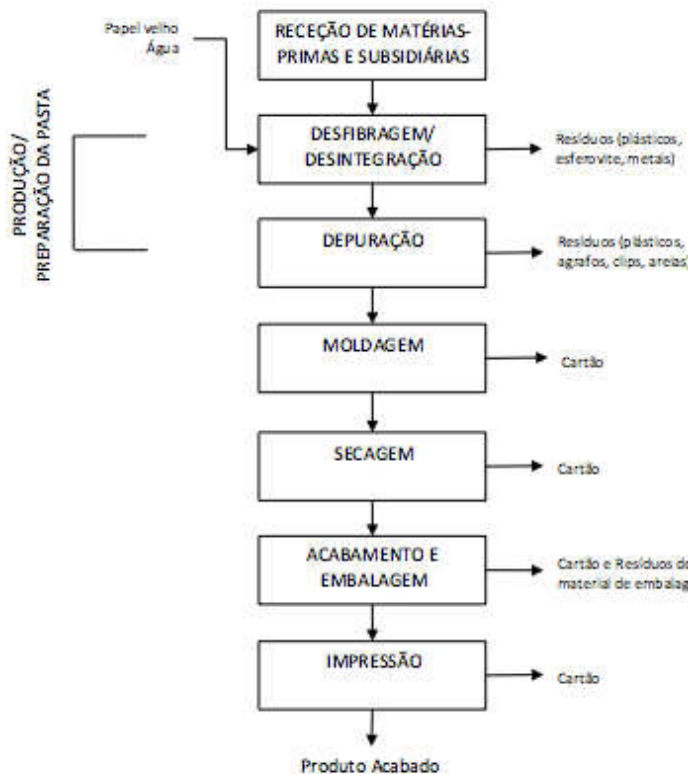 Papel velho
Água
RECEÇÃO DE MATÉRIAS-
PRIMAS E SUBSIDIÁRIAS
PRODUÇÃO/
PREPARAÇÃO DA PASTA
DESFIBRAGEM/
DESINTEGRAÇÃO
Resíduos (plásticos,
esferovite, metais)
DEPURAÇÃO
Resíduos (plásticos,
agrafos, clips, areias)
MOLDAGEM
Cartão
SECAGEM
Cartão
ACABAMENTO E
EMBALAGEM
Cartão e Resíduos de
material de embalag
IMPRESSÃO
Cartão
Produto Acabado